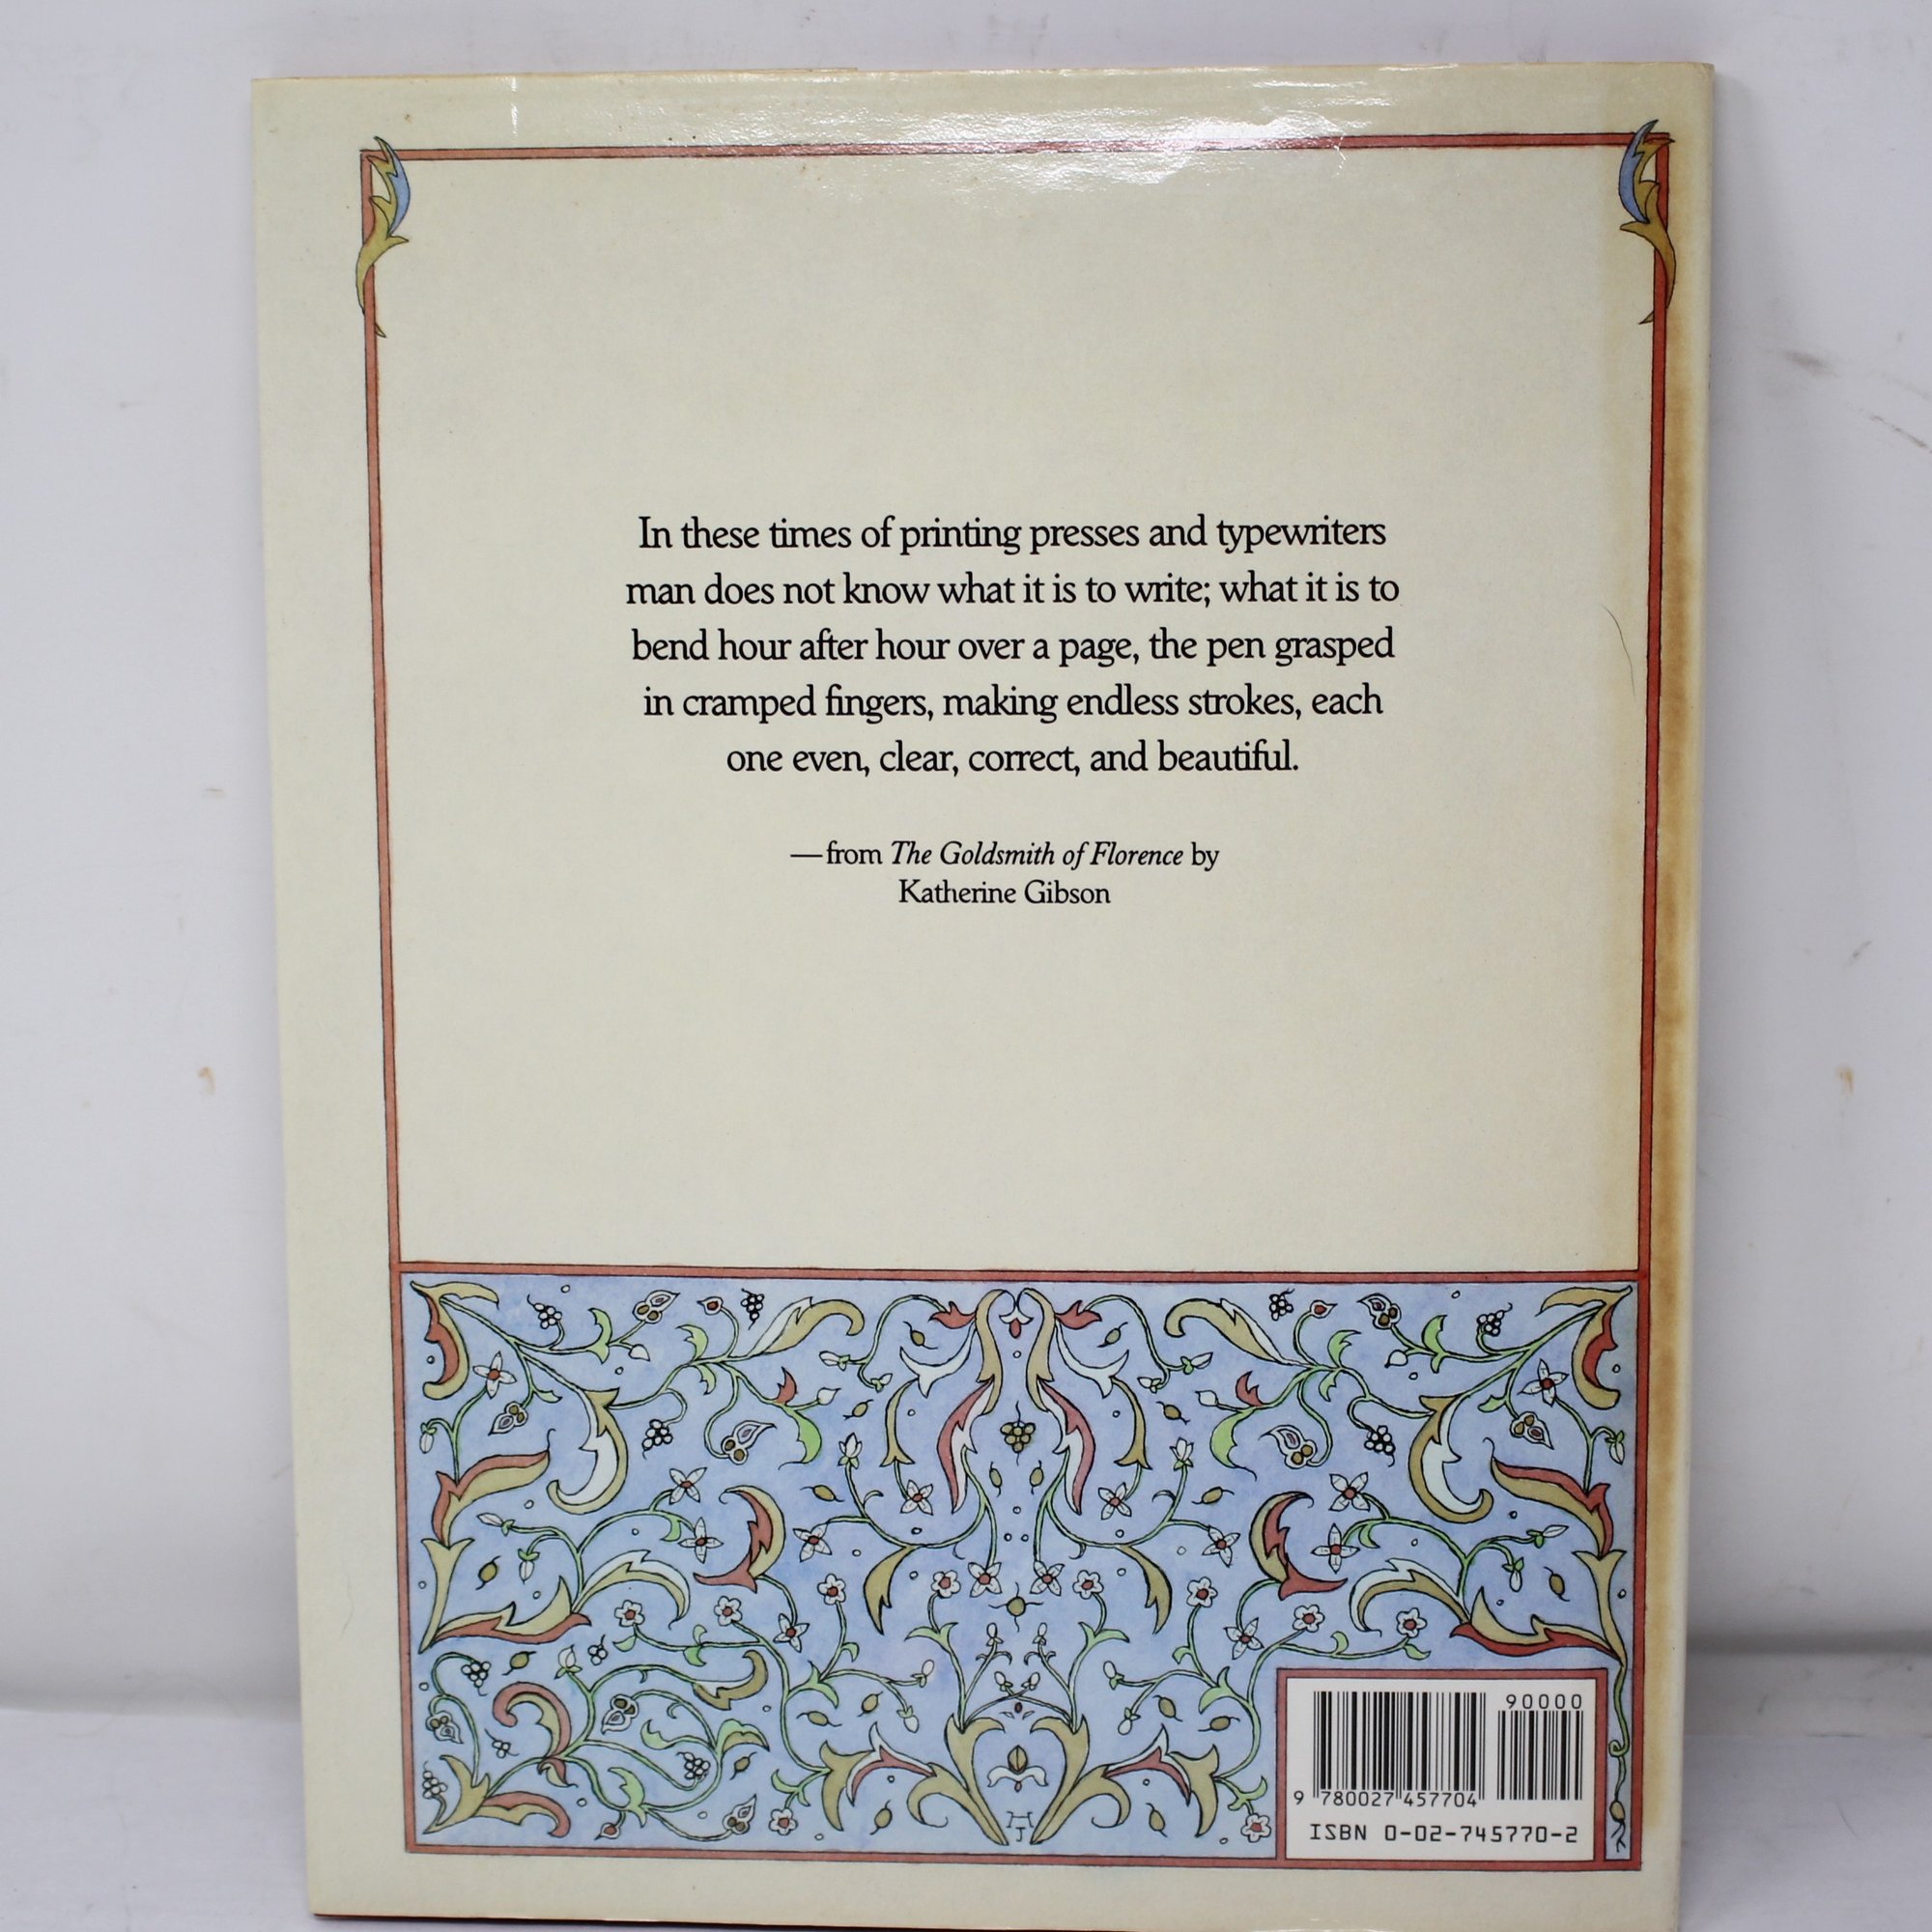 In these times of printing presses and typewriters
man does not know what it is to write; what it is to
bend hour after hour over a page, the pen grasped
in cramped fingers, making endless strokes, each
one even, clear, correct, and beautiful.
—from The Goldsmith of Florence by
Katherine Gibson
90000
9 780027 457704
ISBN 0-02-745770-2